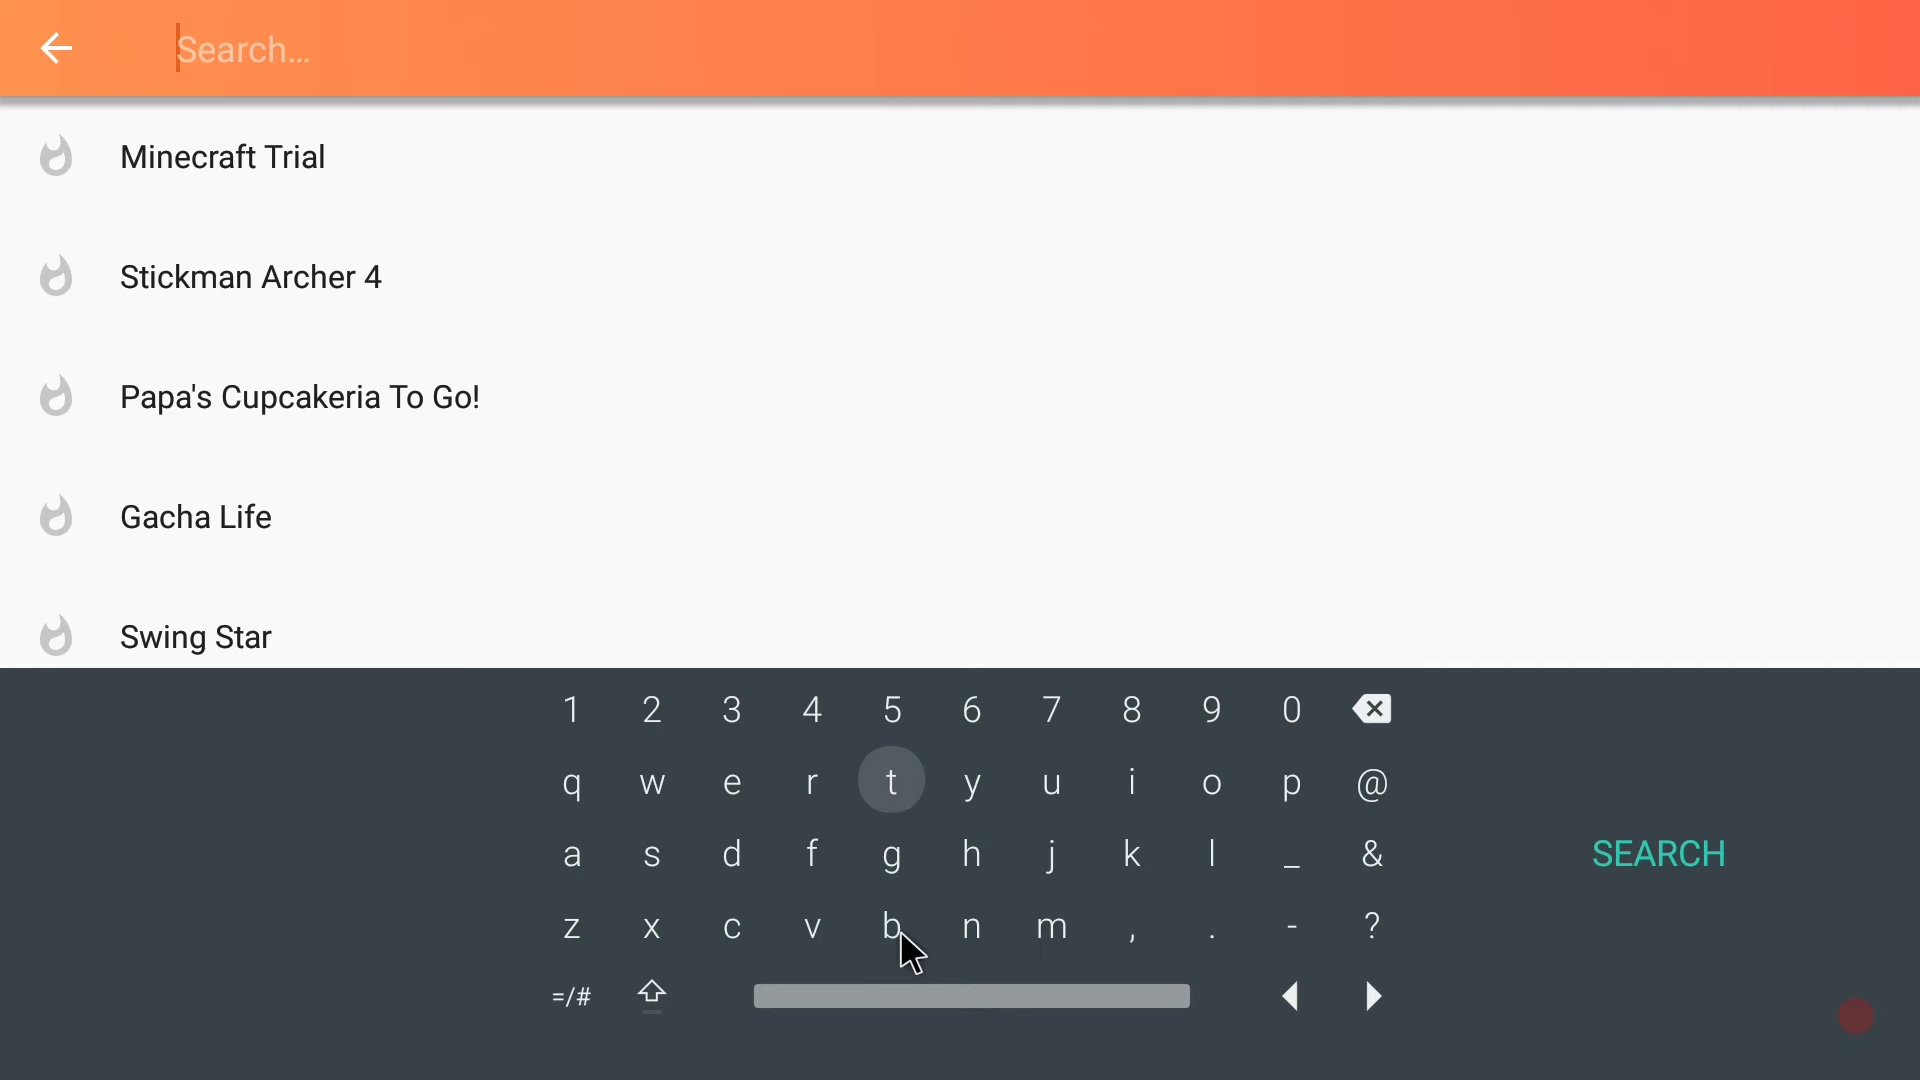 Search...
Minecraft Trial
Stickman Archer 4
Papa's Cupcakeria To Go!
Gacha Life
Swing Star
1 2 3 4 5 6 7 8 9 0
q w e r t y u i o p @
a s d f g h j k l _ &
SEARCH
z x c v b n m , . - ?
=/#